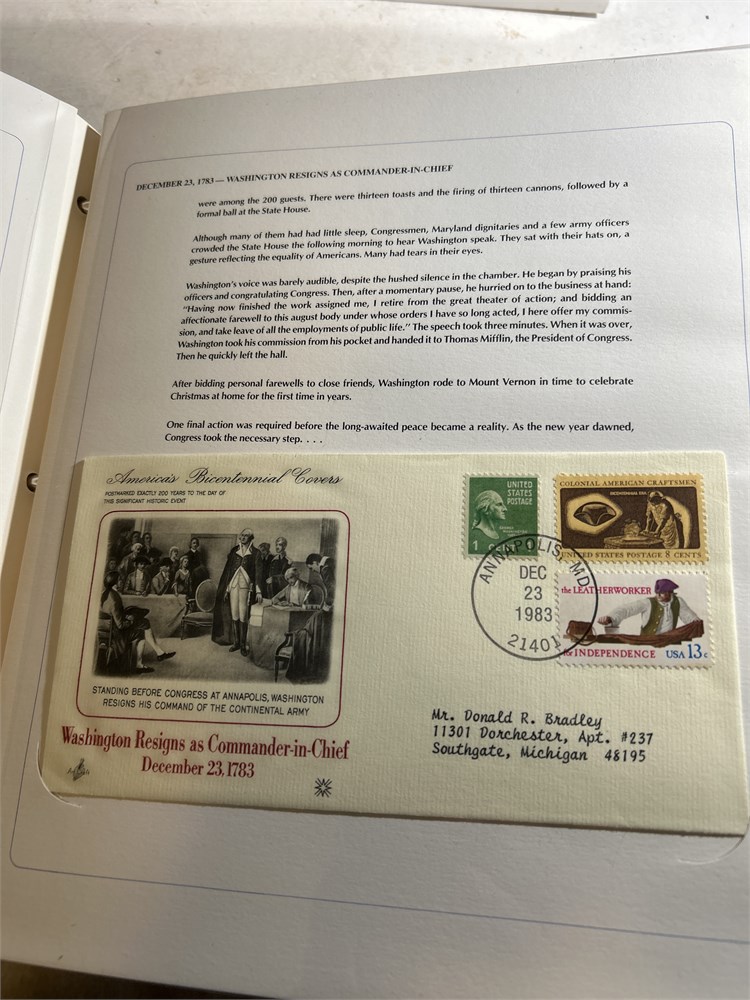 DECEMBER 23, 1783 — WASHINGTON RESIGNS AS COMMANDER-IN-CHIEF
were among the 200 guests. There were thirteen toasts and the firing of thirteen cannons, followed by a
formal ball at the State House.
Although many of them had had little sleep, Congressmen, Maryland dignitaries and a few army officers
crowded the State House the following morning to hear Washington speak. They sat with their hats on, a
gesture reflecting the equality of Americans. Many had tears in their eyes.
Washington's voice was barely audible, despite the hushed silence in the chamber. He began by praising his
officers and congratulating Congress. Then, after a momentary pause, he hurried on to the business at hand:
"Having now finished the work assigned me, I retire from the great theater of action; and bidding an
affectionate farewell to this august body under whose orders I have so long acted, I here offer my commis-
sion, and take leave of all the employments of public life." The speech took three minutes. When it was over,
Washington took his commission from his pocket and handed it to Thomas Mifflin, the President of Congress.
Then he quickly left the hall.
After bidding personal farewells to close friends, Washington rode to Mount Vernon in time to celebrate
Christmas at home for the first time in years.
One final action was required before the long-awaited peace became a reality. As the new year dawned,
Congress took the necessary step. . . .
America's Bicentennial Covers
POSTMARKED EXACTLY 200 YEARS TO THE DAY OF
THIS SIGNIFICANT HISTORIC EVENT
STANDING BEFORE CONGRESS AT ANNAPOLIS, WASHINGTON
RESIGNS HIS COMMAND OF THE CONTINENTAL ARMY
Washington Resigns as Commander-in-Chief
December 23, 1783
UNITED
STATES
POSTAGE
1
COLONIAL AMERICAN CRAFTSMEN
BICENTENNIAL ERA
UNITED STATES POSTAGE 8 CENTS
ANNAPOLIS, MD
DEC
23
1983
21401
the LEATHERWORKER
for INDEPENDENCE USA 13c
Mr. Donald R. Bradley
11301 Dorchester, Apt. #237
Southgate, Michigan 48195